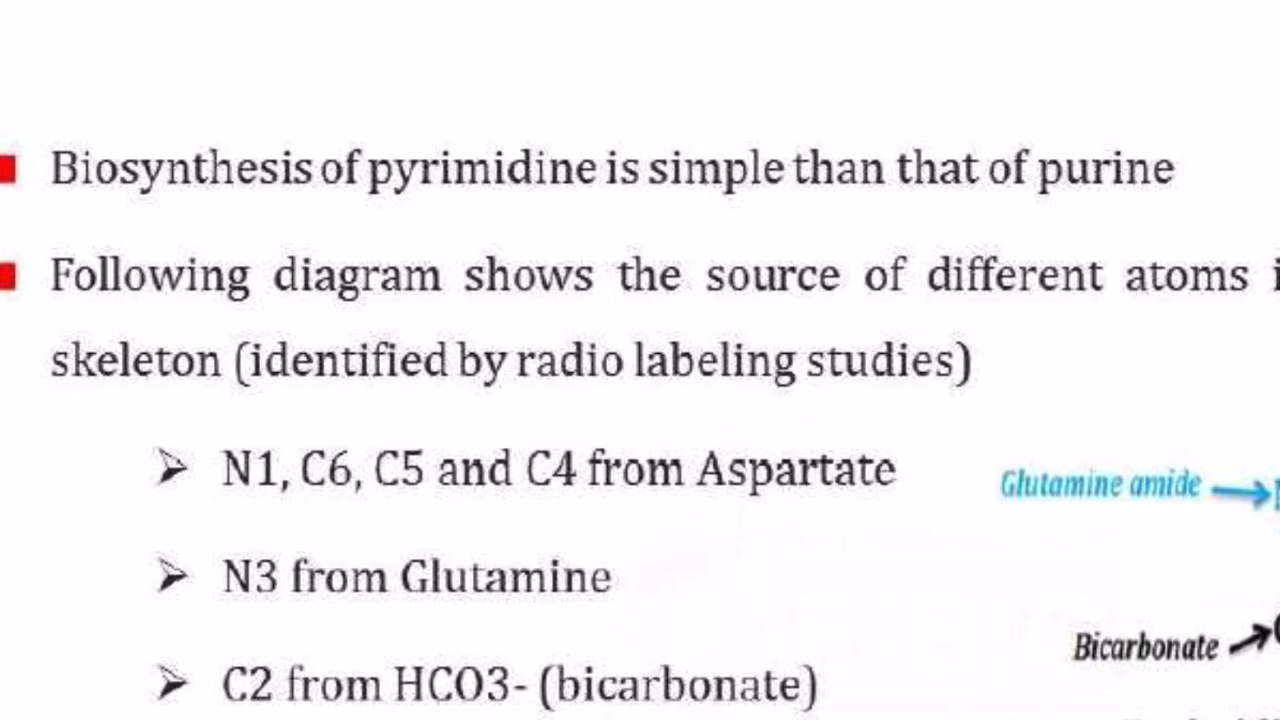 Biosynthesis of pyrimidine is simple than that of purine
Following diagram shows the source of different atoms
skeleton (identified by radio labeling studies)
N1, C6, C5 and C4 from Aspartate
Glutamine amide
N3 from Glutamine
Bicarbonate
C2 from HCO3- (bicarbonate)